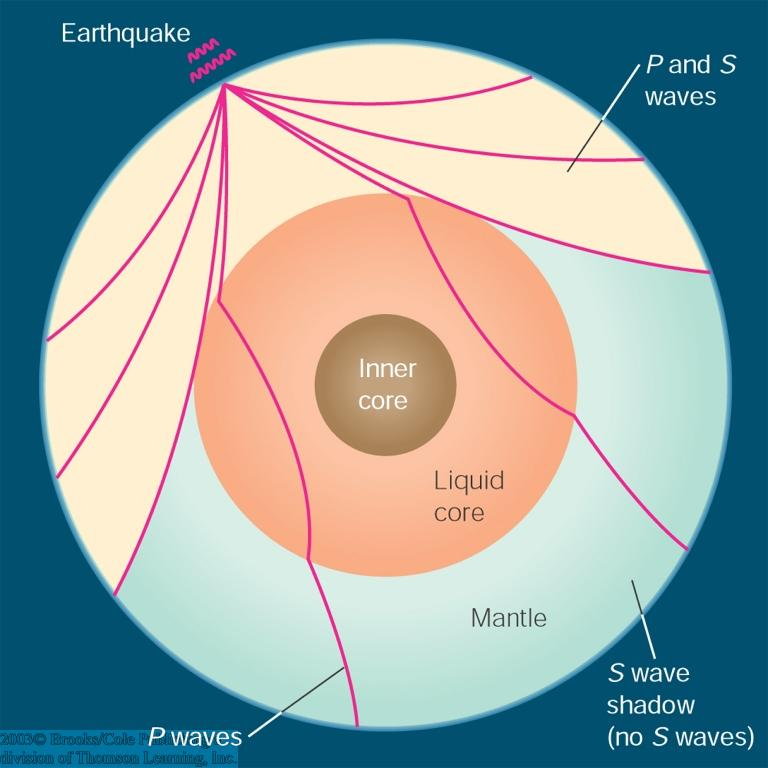 Earthquake
P and S
waves
Inner
core
Liquid
core
Mantle
S wave
shadow
(no S waves)
P waves
2003© Brooks/Cole Publishing
division of Thomson Learning, Inc.